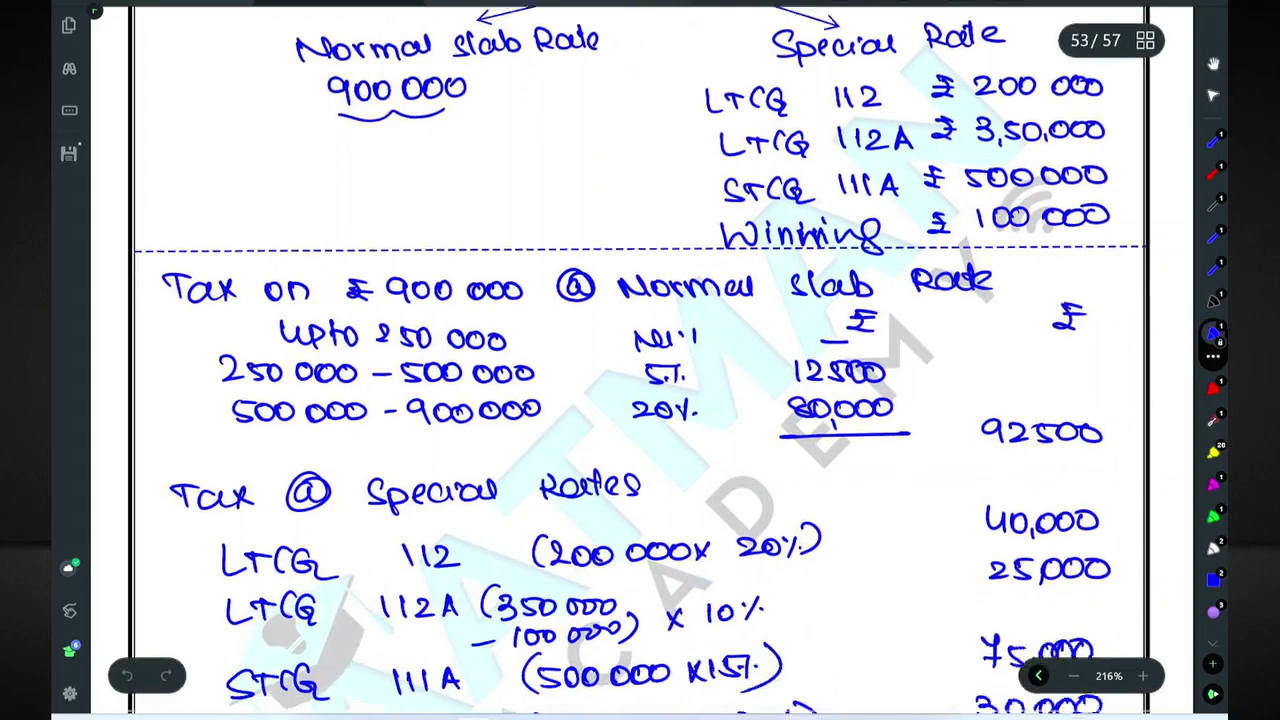 53 / 57
Normal Slab Rate
900 000
Special Rate
LTCG 112 ₹ 200 000
LTCG 112A ₹ 3,50,000
STCG 111A ₹ 500000
Winning ₹ 100 000
Tax on ₹ 900 000 @ Normal Slab Rate
₹ ₹
Upto 250 000 Nil –
250 000 – 500 000 5% 12500
500 000 - 900 000 20% 80,000
92500
Tax @ Special Rates
LTCG 112 (200 000 x 20%) 40,000
LTCG 112A (350 000 – 100 000) x 10% 25,000
STCG 111A (500 000 x 15%) 75,000
30,000
216%
CADEMY